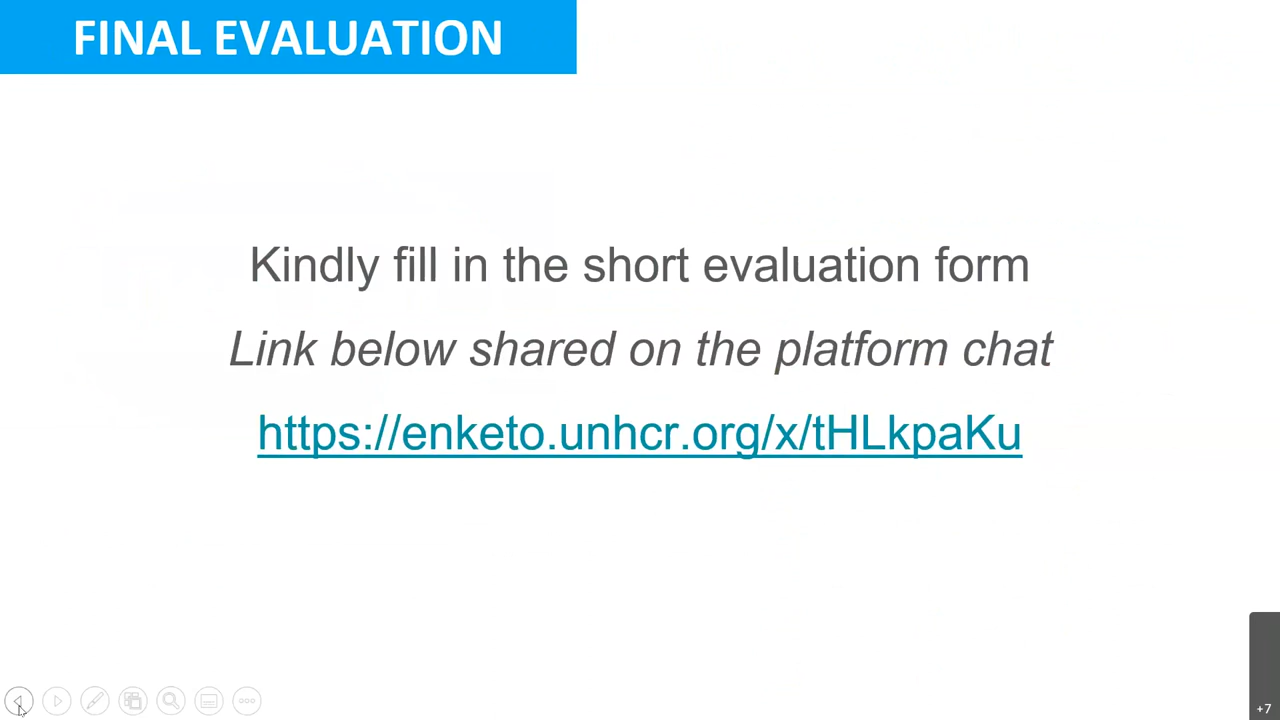 FINAL EVALUATION
Kindly fill in the short evaluation form
Link below shared on the platform chat
https://enketo.unhcr.org/x/tHLkpaKu
+7